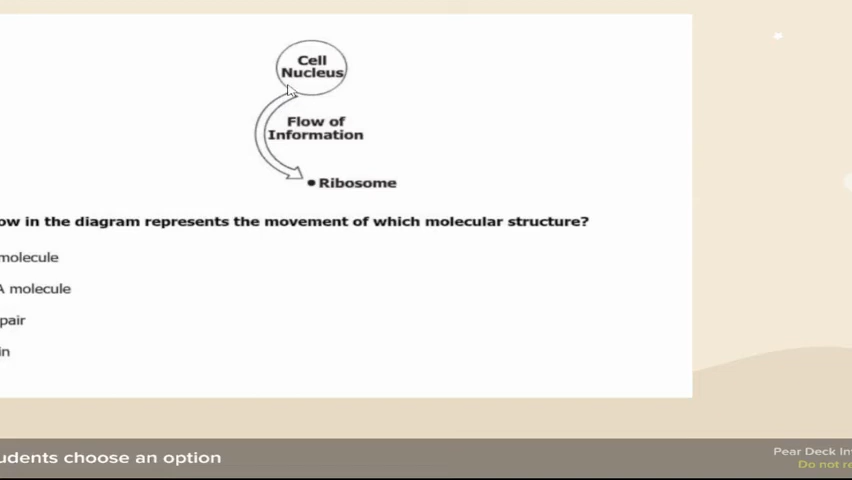 Cell
Nucleus
Flow of
Information
Ribosome
ow in the diagram represents the movement of which molecular structure?
molecule
A molecule
pair
in
udents choose an option
Pear Deck In
Do not re